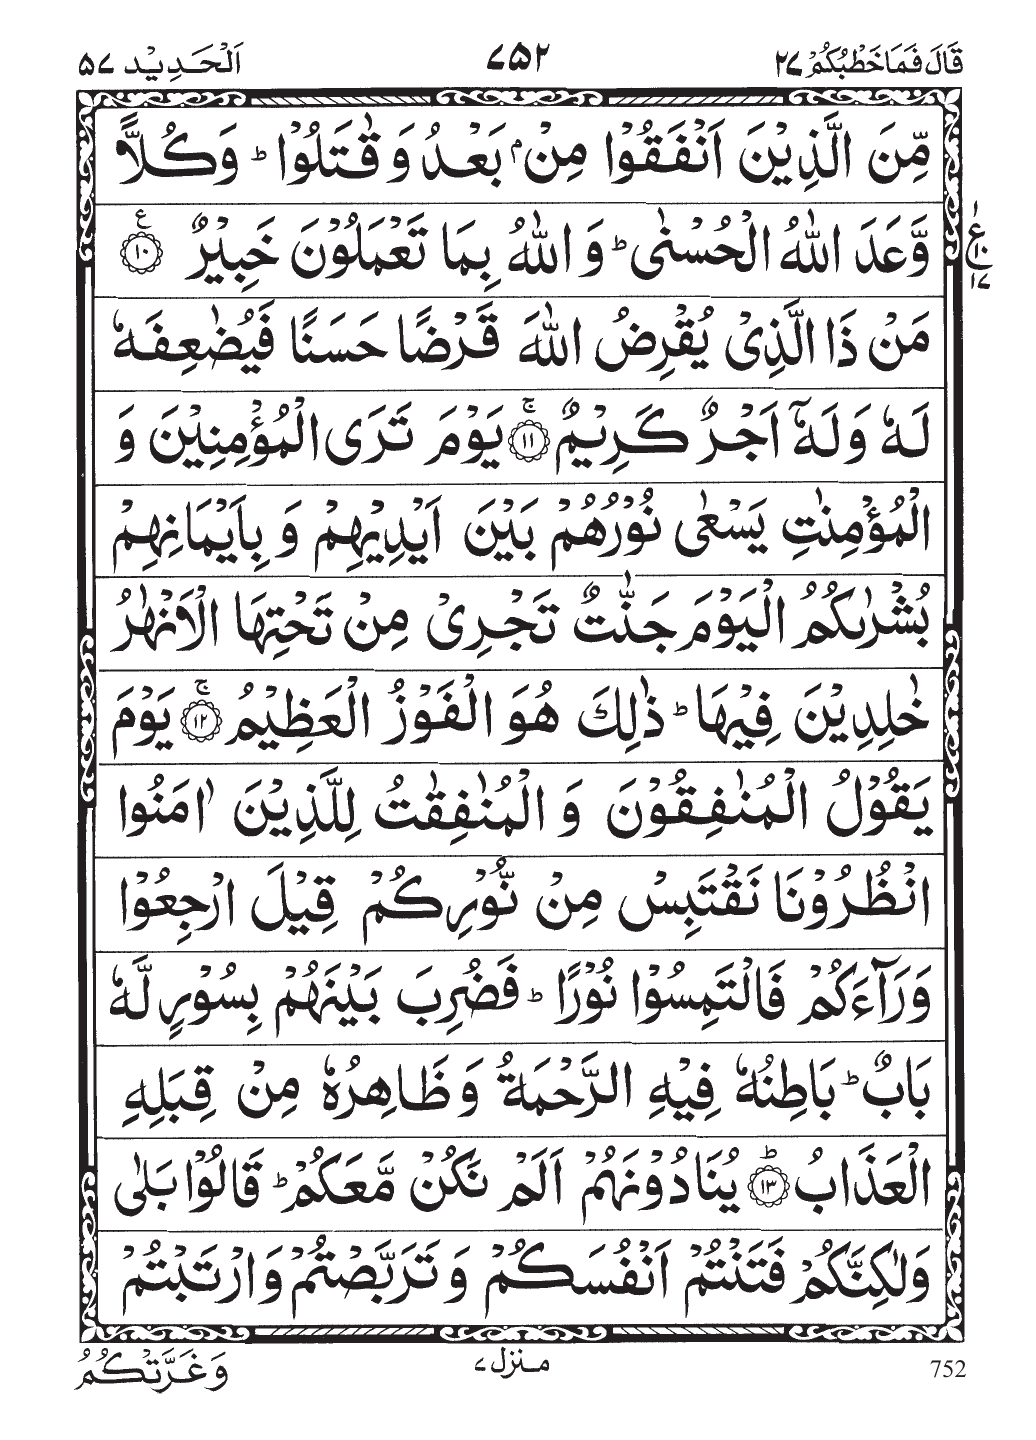 قَالَ فَمَا خَطْبُكُمْ ٢٧
٧٥٢
اَلْحَدِيْد ٥٧
مِّنَ الَّذِيْنَ اَنْفَقُوْا مِنْۢ بَعْدُ وَ قٰتَلُوْا ؕ وَ كُلًّا
وَّعَدَ اللّٰهُ الْحُسْنٰى ؕ وَ اللّٰهُ بِمَا تَعْمَلُوْنَ خَبِيْرٌ ۧ ﴿١٠﴾
ع ١ ١٠ ١٧
مَنْ ذَا الَّذِىْ يُقْرِضُ اللّٰهَ قَرْضًا حَسَنًا فَيُضٰعِفَهٗ
لَهٗ وَ لَهٗۤ اَجْرٌ كَرِيْمٌ ۚ ﴿١١﴾ يَوْمَ تَرَى الْمُؤْمِنِيْنَ وَ
الْمُؤْمِنٰتِ يَسْعٰى نُوْرُهُمْ بَيْنَ اَيْدِيْهِمْ وَ بِاَيْمَانِهِمْ
بُشْرٰىكُمُ الْيَوْمَ جَنّٰتٌ تَجْرِىْ مِنْ تَحْتِهَا الْاَنْهٰرُ
خٰلِدِيْنَ فِيْهَا ؕ ذٰلِكَ هُوَ الْفَوْزُ الْعَظِيْمُ ۚ ﴿١٢﴾ يَوْمَ
يَقُوْلُ الْمُنٰفِقُوْنَ وَ الْمُنٰفِقٰتُ لِلَّذِيْنَ اٰمَنُوا
انْظُرُوْنَا نَقْتَبِسْ مِنْ نُّوْرِكُمْ قِيْلَ ارْجِعُوْا
وَرَآءَكُمْ فَالْتَمِسُوْا نُوْرًا ؕ فَضُرِبَ بَيْنَهُمْ بِسُوْرٍ لَّهٗ
بَابٌ ؕ بَاطِنُهٗ فِيْهِ الرَّحْمَةُ وَ ظَاهِرُهٗ مِنْ قِبَلِهِ
الْعَذَابُ ؕ ﴿١٣﴾ يُنَادُوْنَهُمْ اَلَمْ نَكُنْ مَّعَكُمْ ؕ قَالُوْا بَلٰى
وَلٰكِنَّكُمْ فَتَنْتُمْ اَنْفُسَكُمْ وَ تَرَبَّصْتُمْ وَ ارْتَبْتُمْ
وَ غَرَّتْكُمُ
منزل ٧
752